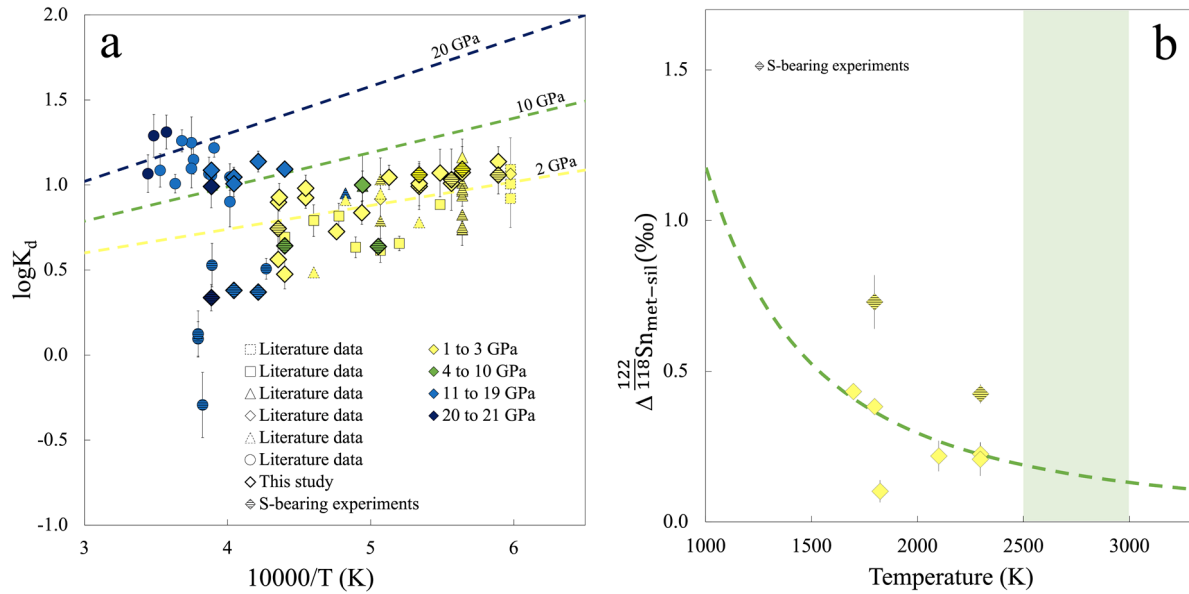 a
2.0
1.5
1.0
0.5
0.0
-0.5
-1.0
logK_d
20 GPa
10 GPa
2 GPa
Literature data
Literature data
Literature data
Literature data
Literature data
Literature data
This study
S-bearing experiments
1 to 3 GPa
4 to 10 GPa
11 to 19 GPa
20 to 21 GPa
3 4 5 6
10000/T (K)
b
S-bearing experiments
1.5
1.0
0.5
0.0
Δ 122/118 Sn_met−sil (‰)
1000 1500 2000 2500 3000
Temperature (K)